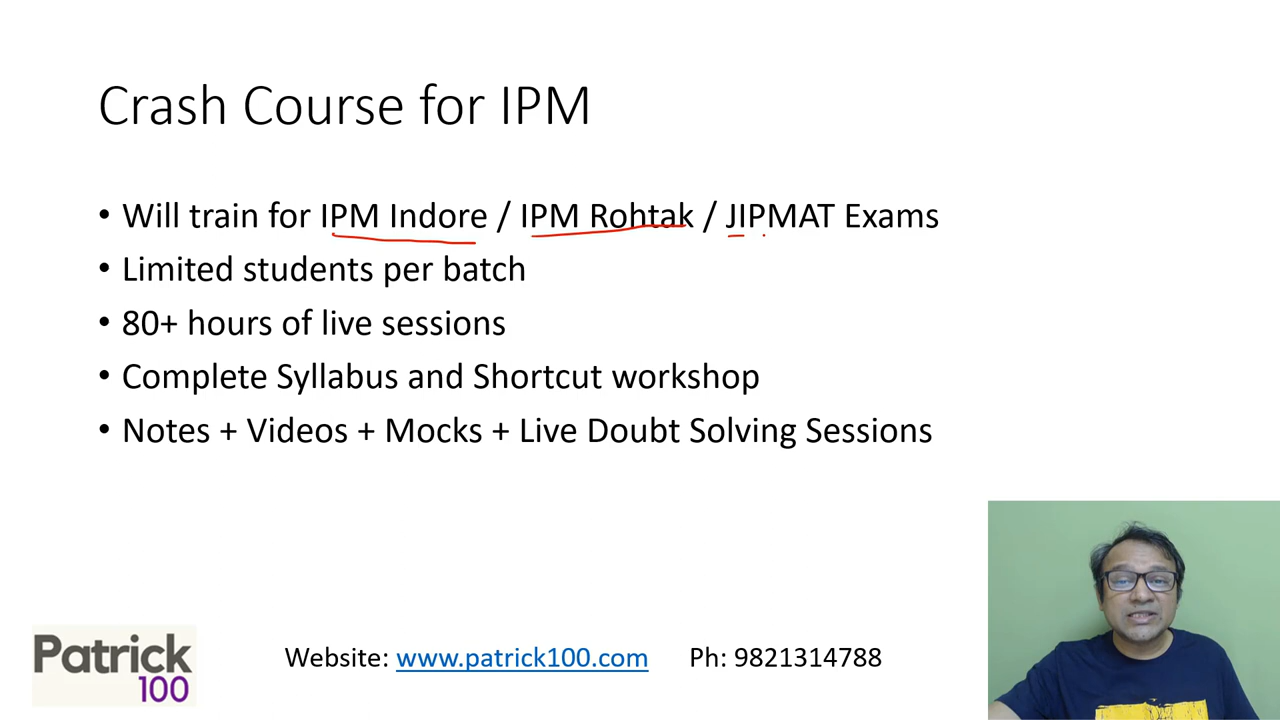 Crash Course for IPM
• Will train for IPM Indore / IPM Rohtak / JIPMAT Exams
• Limited students per batch
• 80+ hours of live sessions
• Complete Syllabus and Shortcut workshop
• Notes + Videos + Mocks + Live Doubt Solving Sessions
Patrick
100
Website: www.patrick100.com Ph: 9821314788